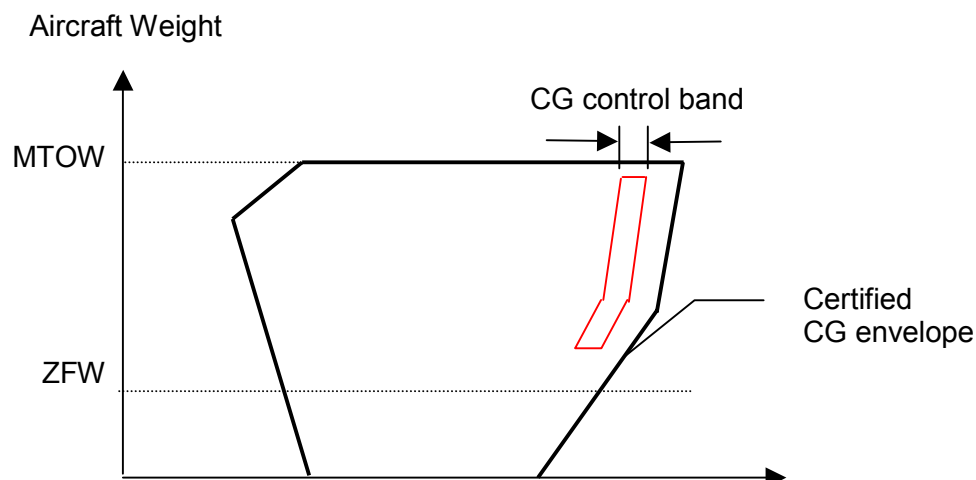 Aircraft Weight
CG control band
MTOW
Certified
CG envelope
ZFW